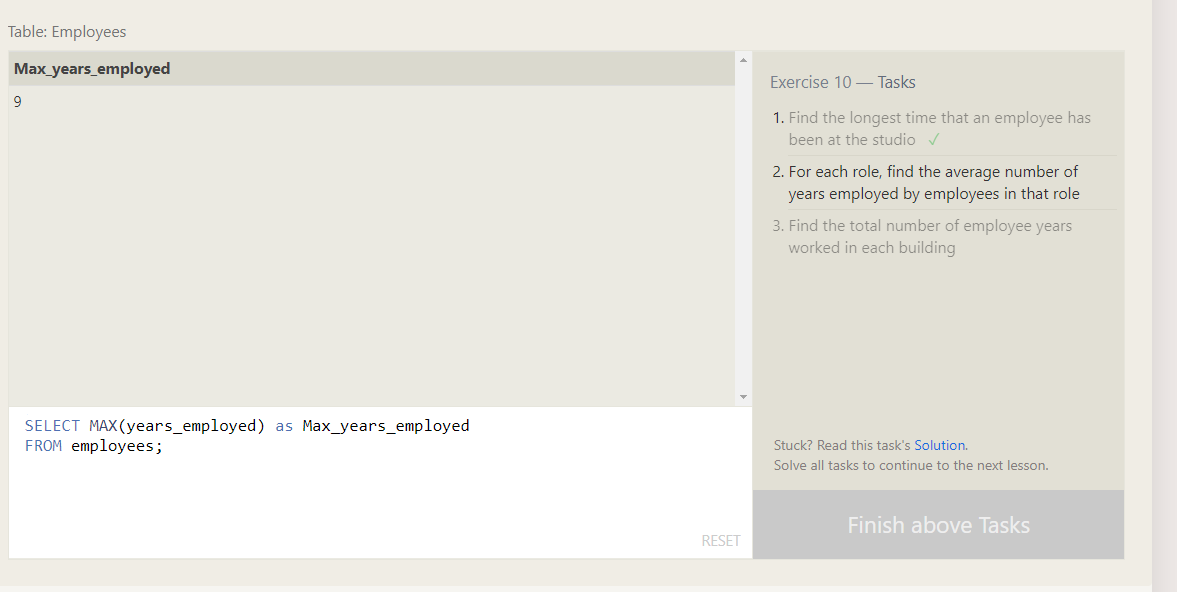 Table: Employees
Max_years_employed
9
SELECT MAX(years_employed) as Max_years_employed
FROM employees;
RESET
Exercise 10 — Tasks
1. Find the longest time that an employee has
been at the studio ✓
2. For each role, find the average number of
years employed by employees in that role
3. Find the total number of employee years
worked in each building
Stuck? Read this task's Solution.
Solve all tasks to continue to the next lesson.
Finish above Tasks